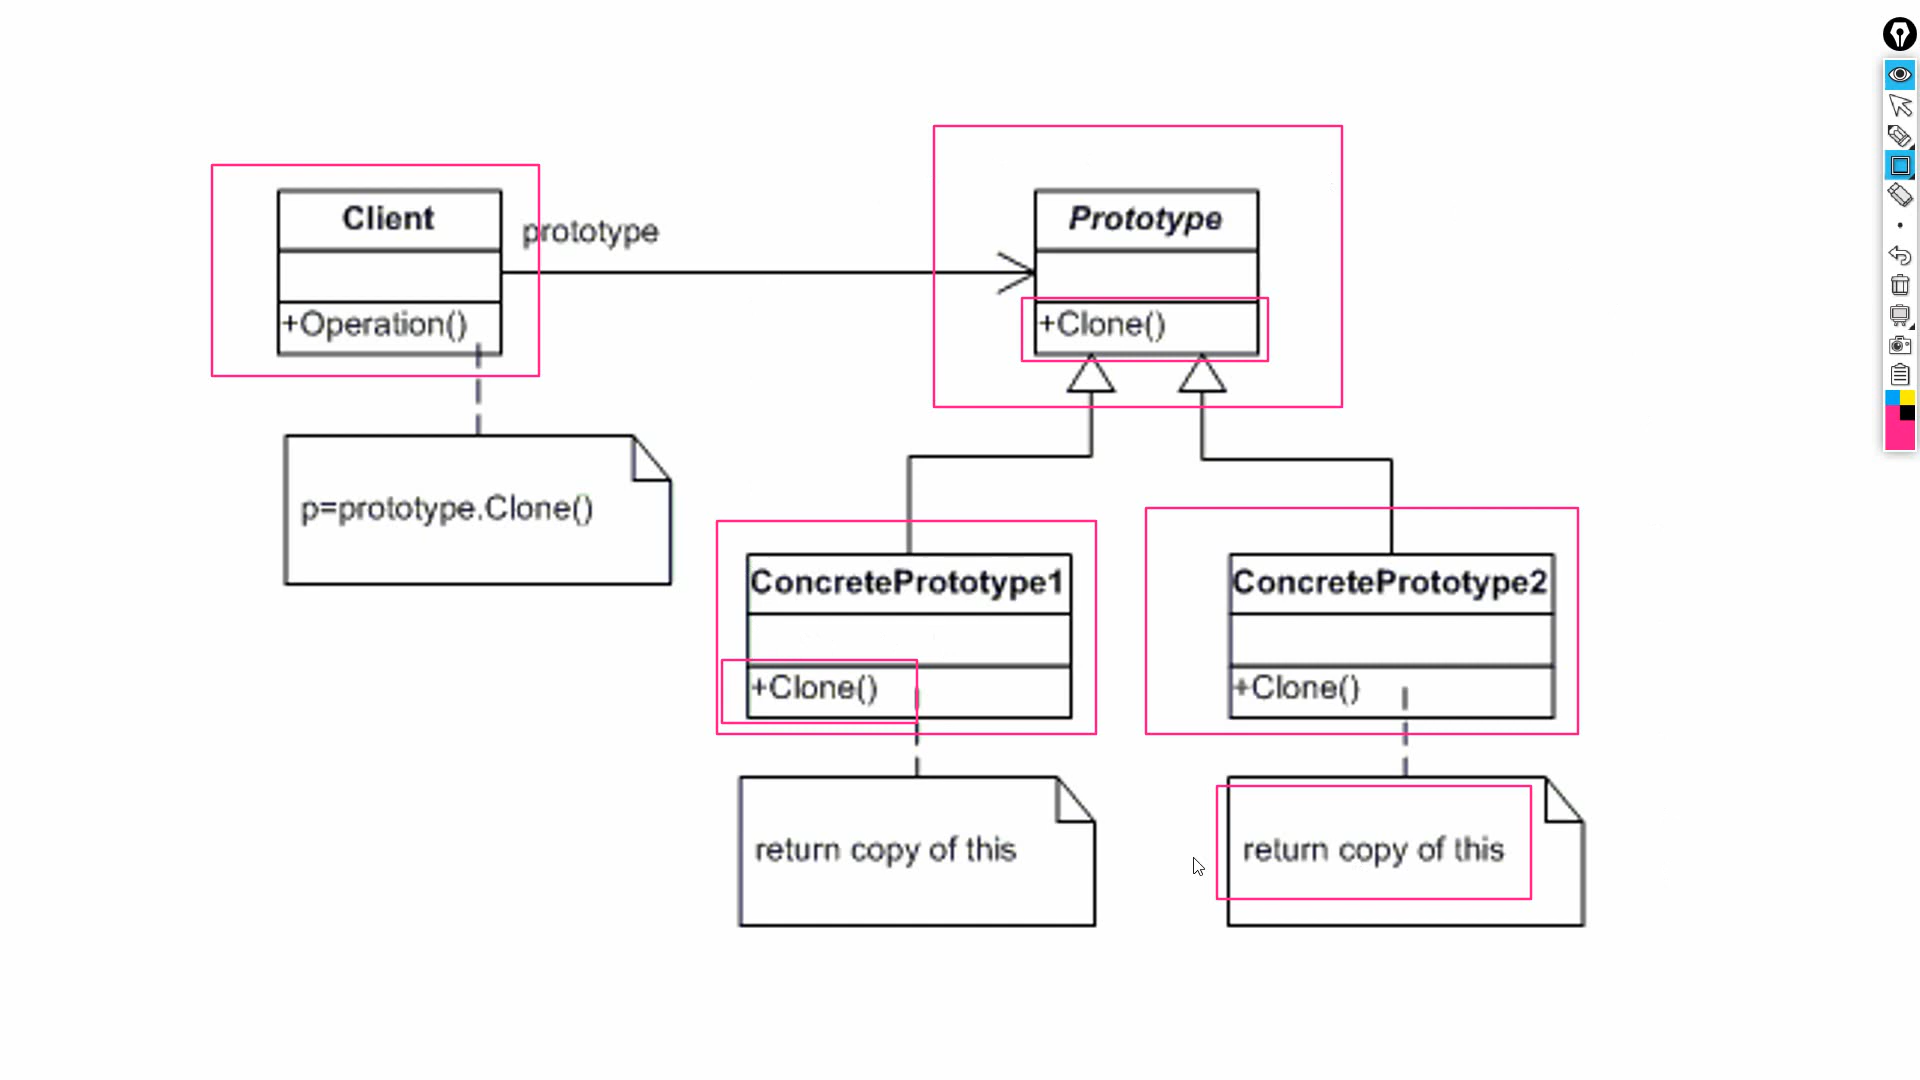 Client
prototype
Prototype
+Operation()
+Clone()
p=prototype.Clone()
ConcretePrototype1
ConcretePrototype2
+Clone()
+Clone()
return copy of this
return copy of this